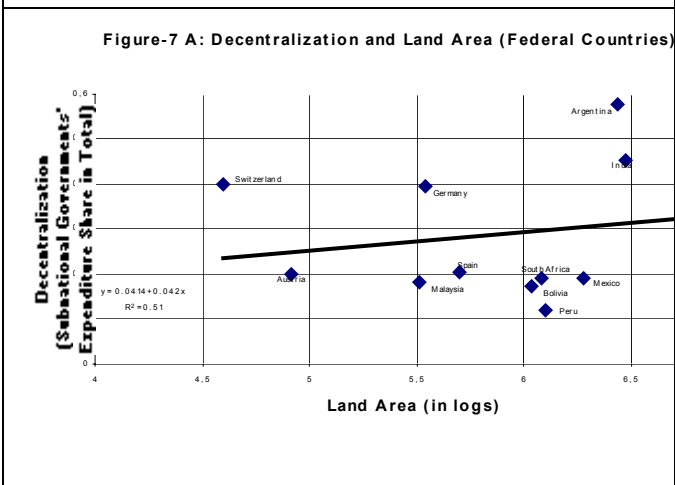 Figure-7 A: Decentralization and Land Area (Federal Countries)
Decentralization
(Subnational Governments'
Expenditure Share in Total)
0,6
Argentina
India
Switzerland
Germany
Spain
South Africa
Austria
Malaysia
Mexico
Bolivia
Peru
y = 0.0414+0.042x
R² = 0.51
0
4
4,5
5
5,5
6
6,5
Land Area (in logs)